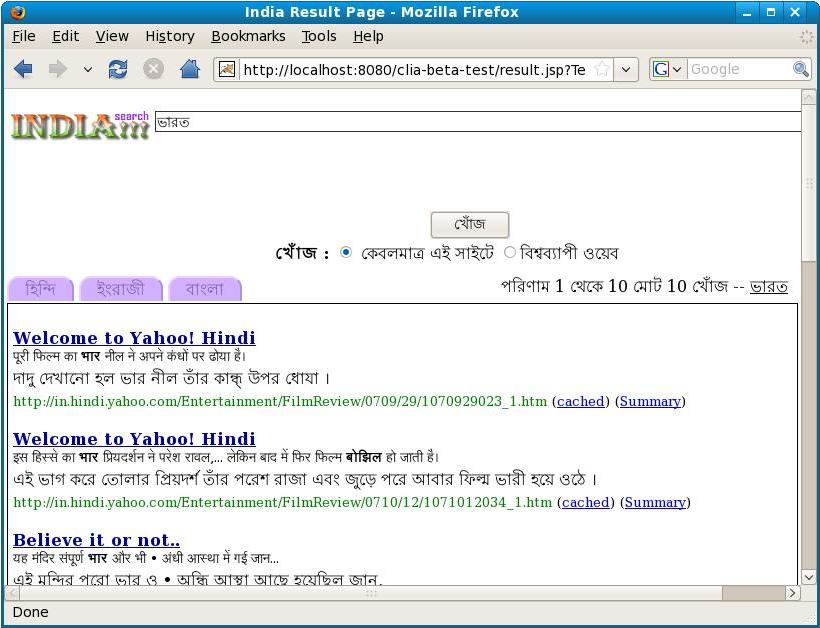 India Result Page - Mozilla Firefox
File Edit View History Bookmarks Tools Help
http://localhost:8080/clia-beta-test/result.jsp?Te
G Google
INDIA search
ভারত
খোঁজ
খোঁজ : কেবলমাত্র এই সাইটে বিশ্বব্যাপী ওয়েব
হিন্দি ইংরাজী বাংলা
পরিণাম 1 থেকে 10 মোট 10 খোঁজ -- ভারত
Welcome to Yahoo! Hindi
पूरी फिल्म का भार नील ने अपने कंधों पर ढोया है।
দাদু দেখানো হল ভার নীল তাঁর কান্ধ উপর ধোযা ।
http://in.hindi.yahoo.com/Entertainment/FilmReview/0709/29/1070929023_1.htm (cached) (Summary)
Welcome to Yahoo! Hindi
इस हिस्से का भार प्रियदर्शन ने परेश रावल,... लेकिन बाद में फिर फिल्म बोझिल हो जाती है।
এই ভাগ করে তোলার প্রিয়দর্শ তাঁর পরেশ রাজা এবং জুড়ে পরে আবার ফিল্ম ভারী হয়ে ওঠে ।
http://in.hindi.yahoo.com/Entertainment/FilmReview/0710/12/1071012034_1.htm (cached) (Summary)
Believe it or not..
यह मंदिर संपूर्ण भार और भी • अंधी आस्था में गई जान...
এই মন্দির পুরো ভার ও • অন্ধি আস্থা আছে হয়েছিল জান.
Done